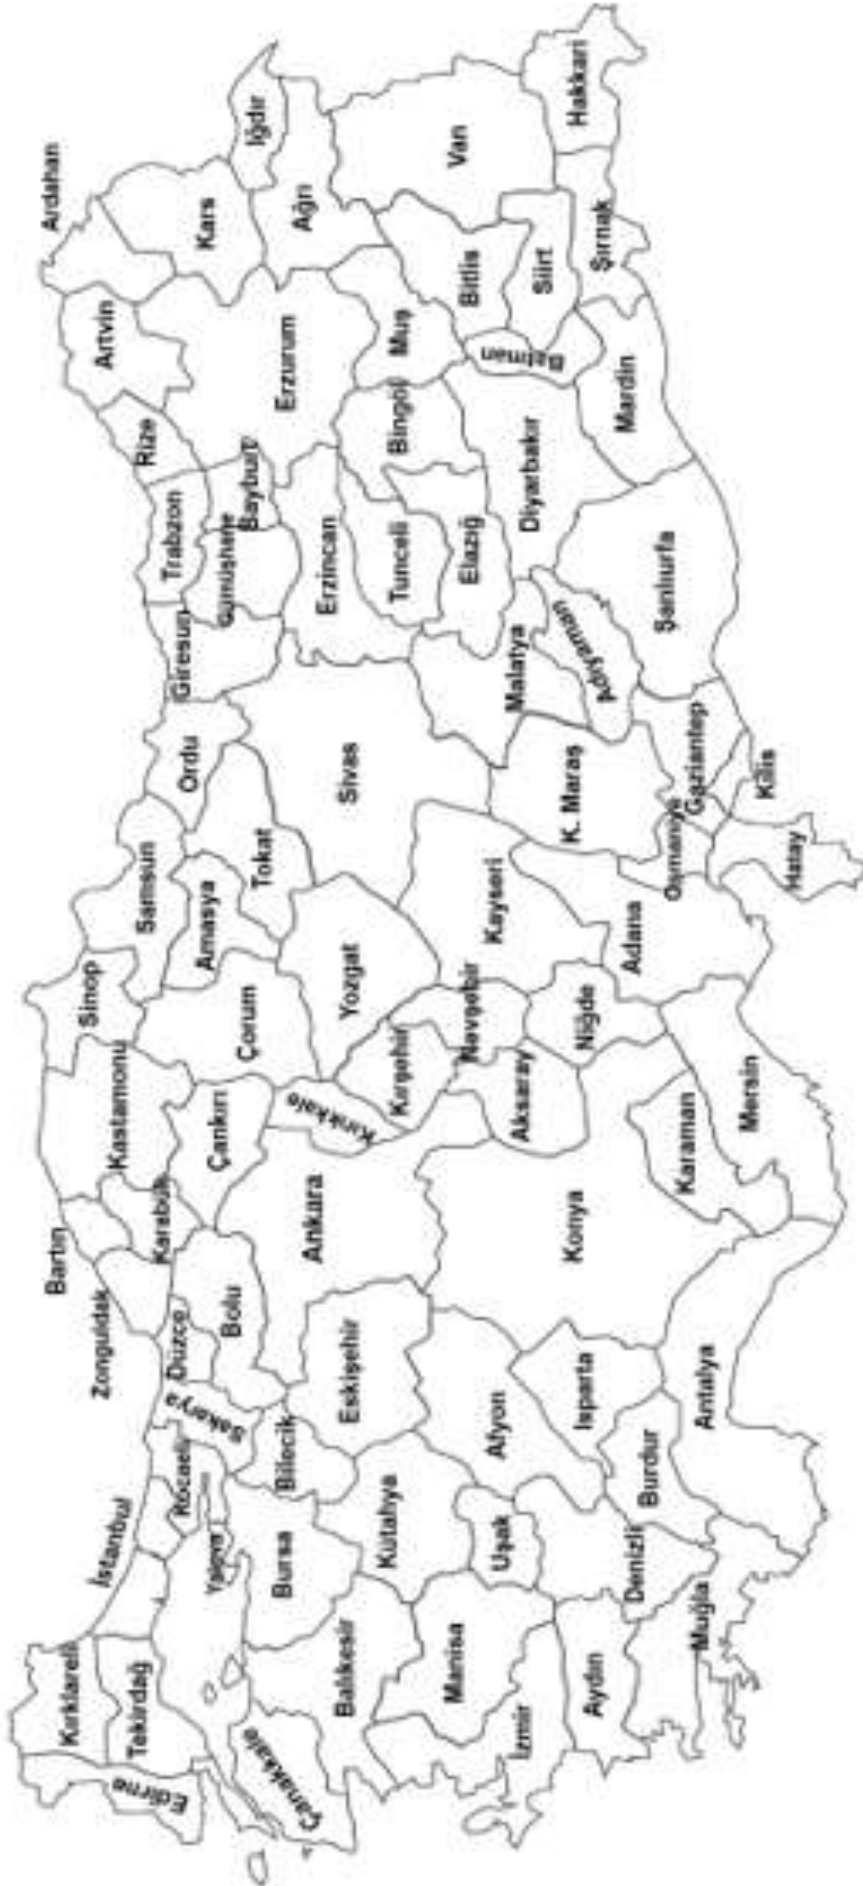 Kırklareli
Edirne
Tekirdağ
İstanbul
Çanakkale
Balıkesir
Bursa
Yalova
Kocaeli
Sakarya
Düzce
Zonguldak
Bartın
Karabük
Kastamonu
Sinop
Samsun
Ordu
Giresun
Trabzon
Rize
Artvin
Ardahan
Bilecik
Bolu
Çankırı
Çorum
Amasya
Tokat
Gümüşhane
Bayburt
Erzurum
Kars
Iğdır
Ağrı
Eskişehir
Ankara
Kırıkkale
Yozgat
Sivas
Erzincan
Tunceli
Bingöl
Muş
Kütahya
Kırşehir
Nevşehir
Kayseri
Malatya
Elazığ
Diyarbakır
Batman
Bitlis
Siirt
Van
Hakkari
Şırnak
Mardin
Manisa
İzmir
Uşak
Afyon
Konya
Aksaray
Niğde
Adana
K. Maraş
Adıyaman
Şanlıurfa
Aydın
Denizli
Muğla
Burdur
Isparta
Antalya
Karaman
Mersin
Osmaniye
Gaziantep
Kilis
Hatay